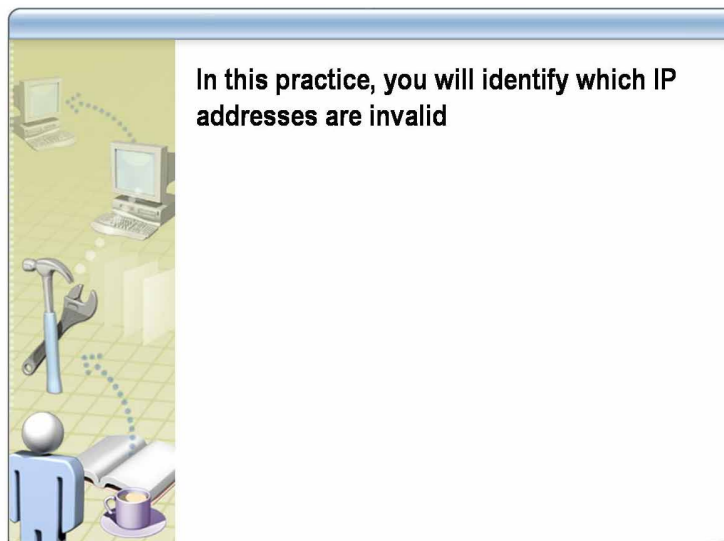 In this practice, you will identify which IP
addresses are invalid